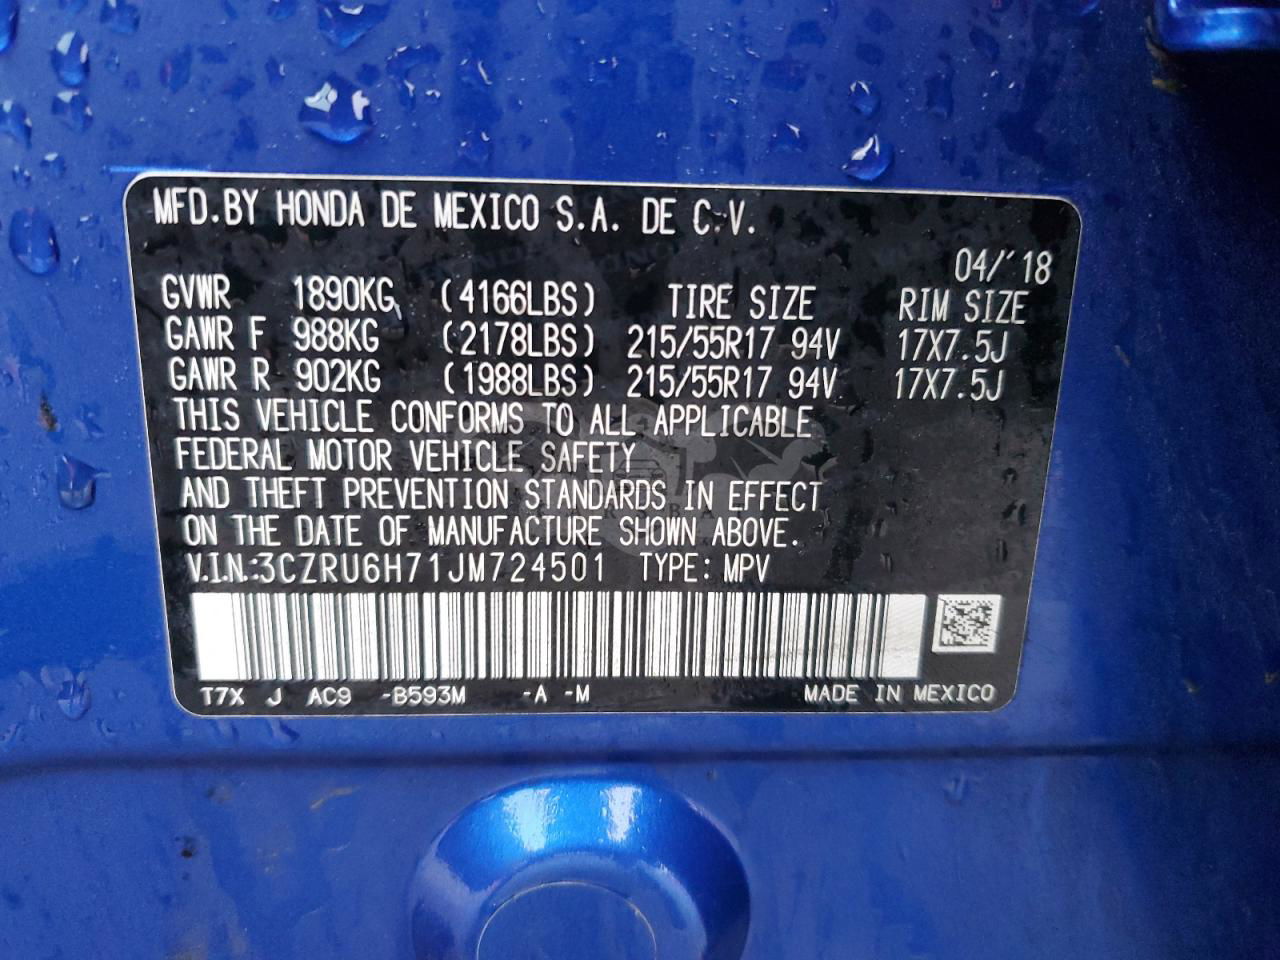 MFD.BY HONDA DE MEXICO S.A. DE C.V.
04/'18
GVWR 1890KG (4166LBS) TIRE SIZE RIM SIZE
GAWR F 988KG (2178LBS) 215/55R17 94V 17X7.5J
GAWR R 902KG (1988LBS) 215/55R17 94V 17X7.5J
THIS VEHICLE CONFORMS TO ALL APPLICABLE
FEDERAL MOTOR VEHICLE SAFETY
AND THEFT PREVENTION STANDARDS IN EFFECT
ON THE DATE OF MANUFACTURE SHOWN ABOVE.
V.I.N.:3CZRU6H71JM724501 TYPE: MPV
T7X J AC9 -B593M -A -M MADE IN MEXICO